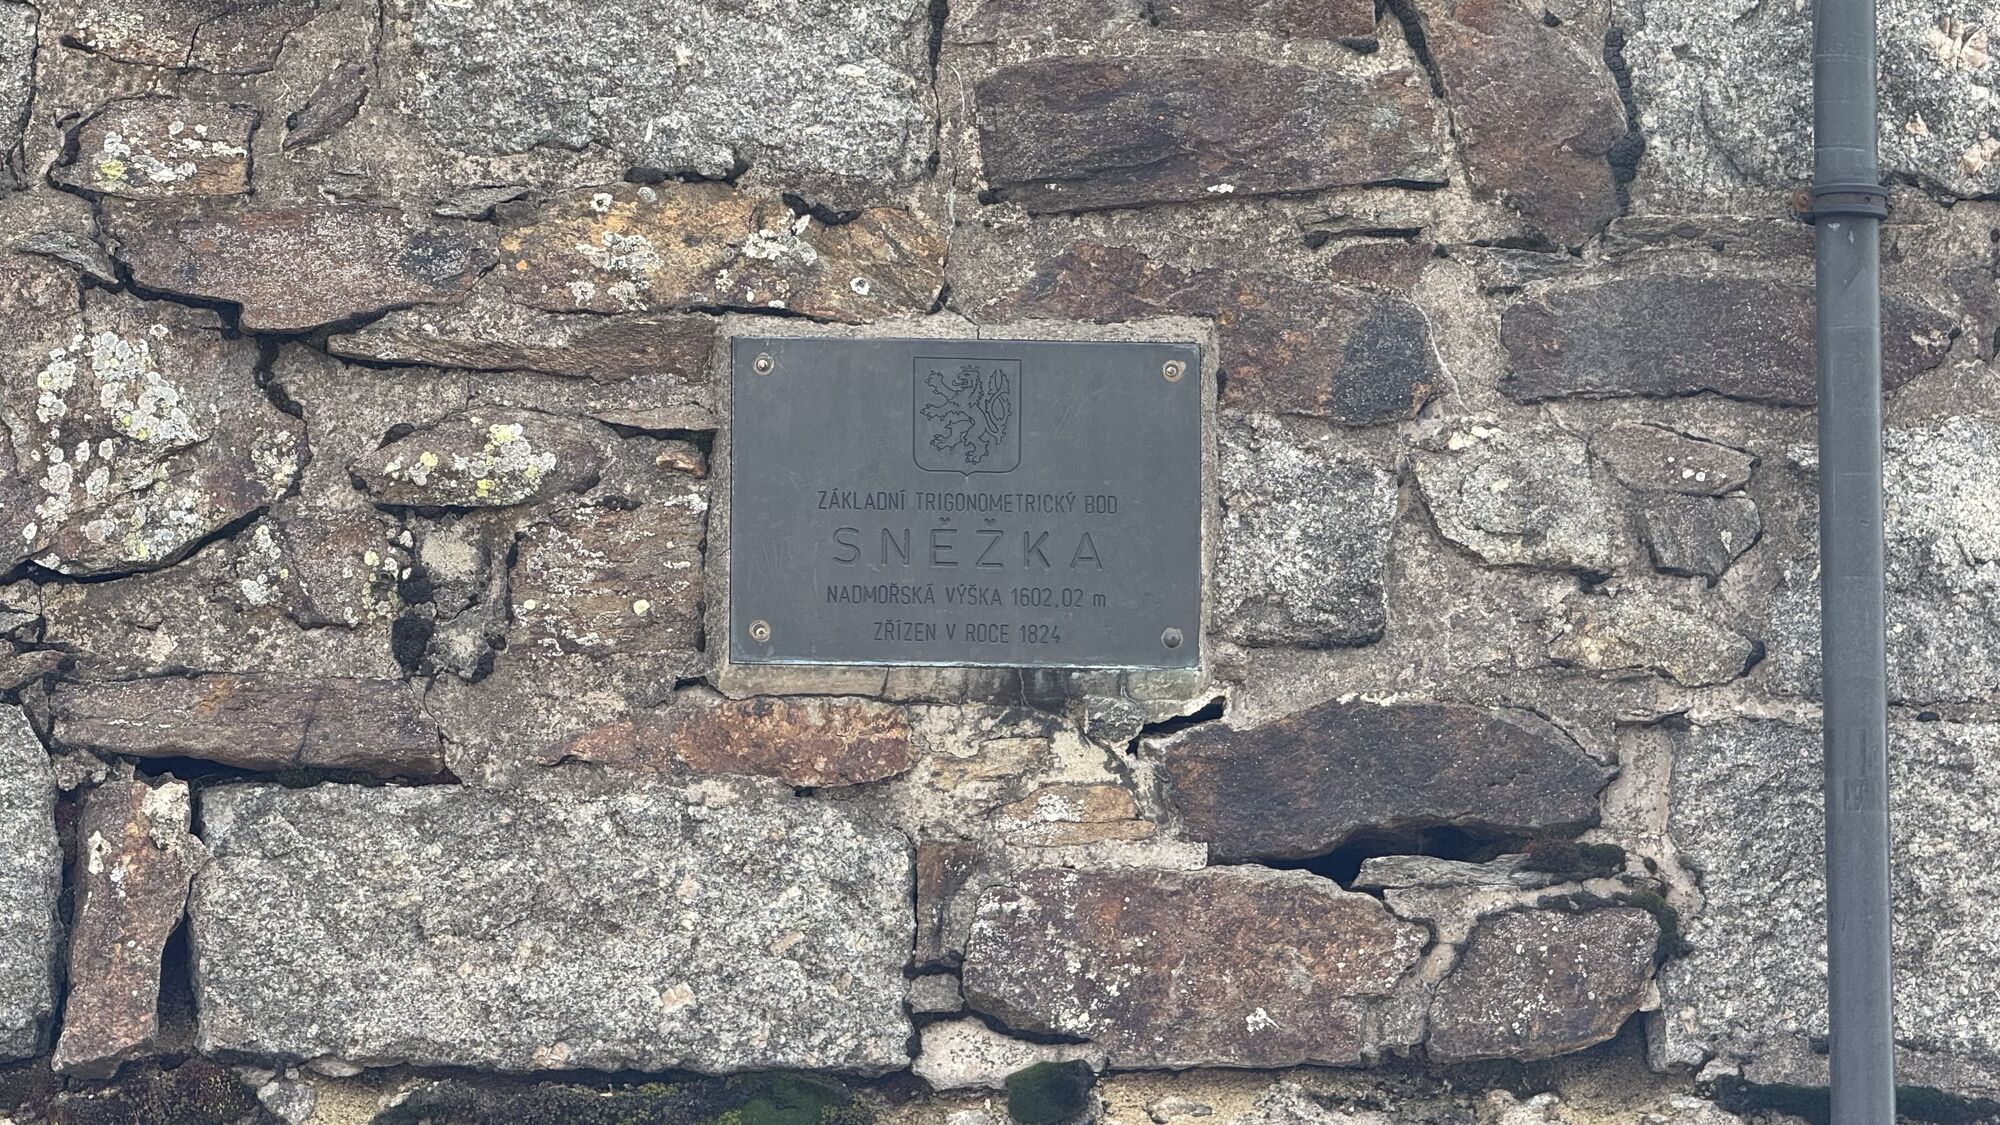 ZÁKLADNÍ TRIGONOMETRICKÝ BOD
SNĚŽKA
NADMOŘSKÁ VÝŠKA 1602.02 m
ZŘÍZEN V ROCE 1824